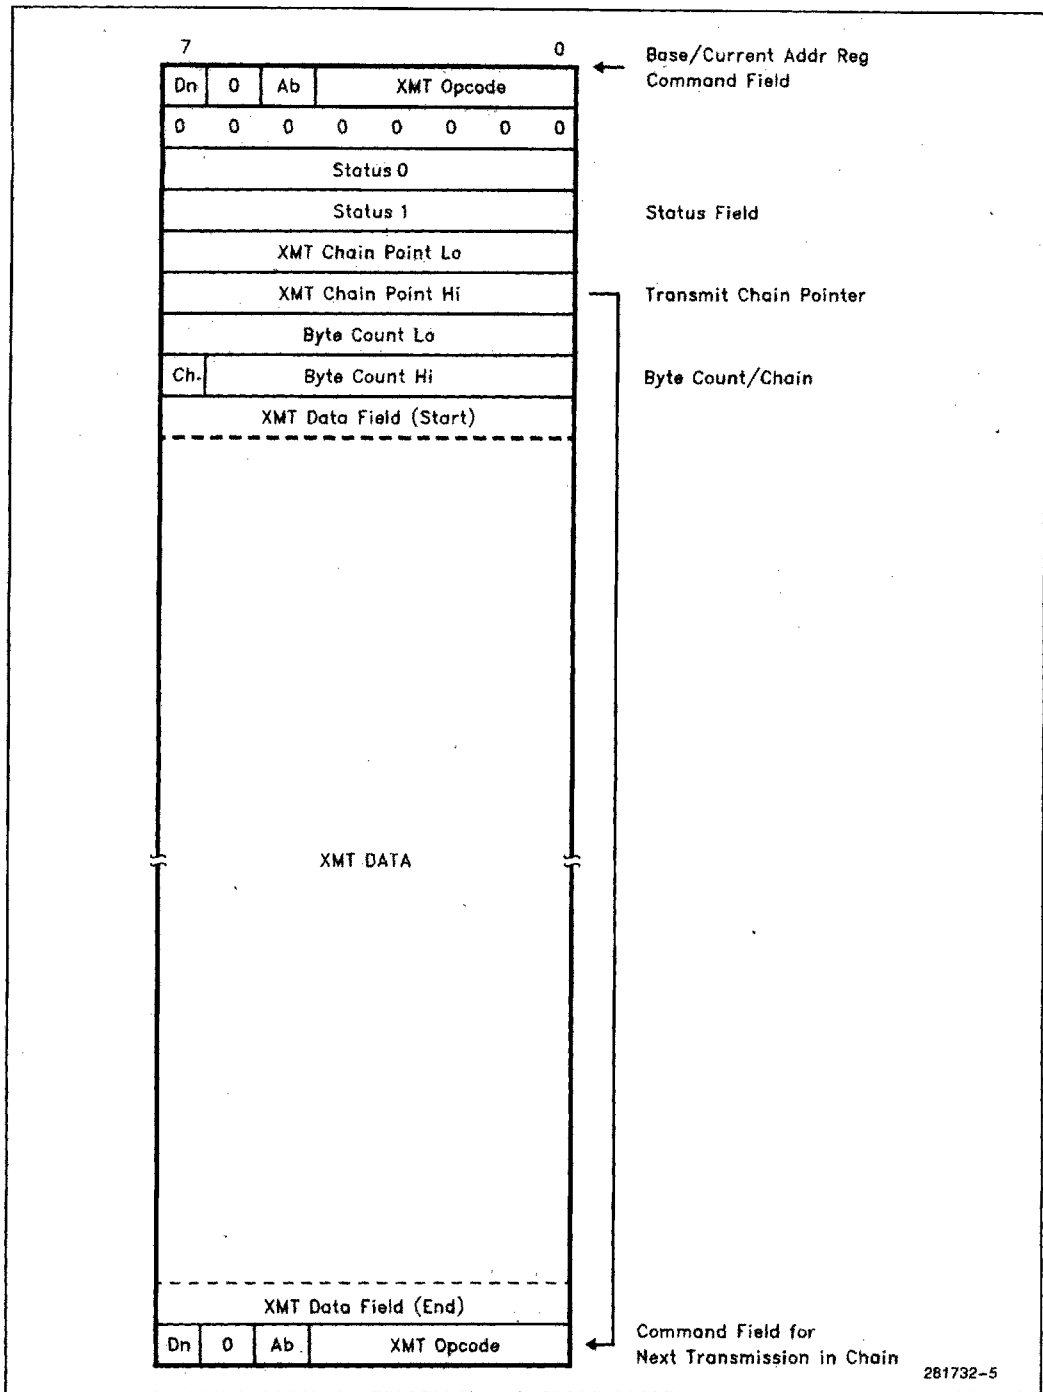 7 0 Base/Current Addr Reg
Dn 0 Ab XMT Opcode Command Field
0 0 0 0 0 0 0 0
Status 0
Status 1 Status Field
XMT Chain Point Lo
XMT Chain Point Hi Transmit Chain Pointer
Byte Count Lo
Ch. Byte Count Hi Byte Count/Chain
XMT Data Field (Start)
XMT DATA
XMT Data Field (End)
Dn 0 Ab XMT Opcode Command Field for
Next Transmission in Chain
281732-5